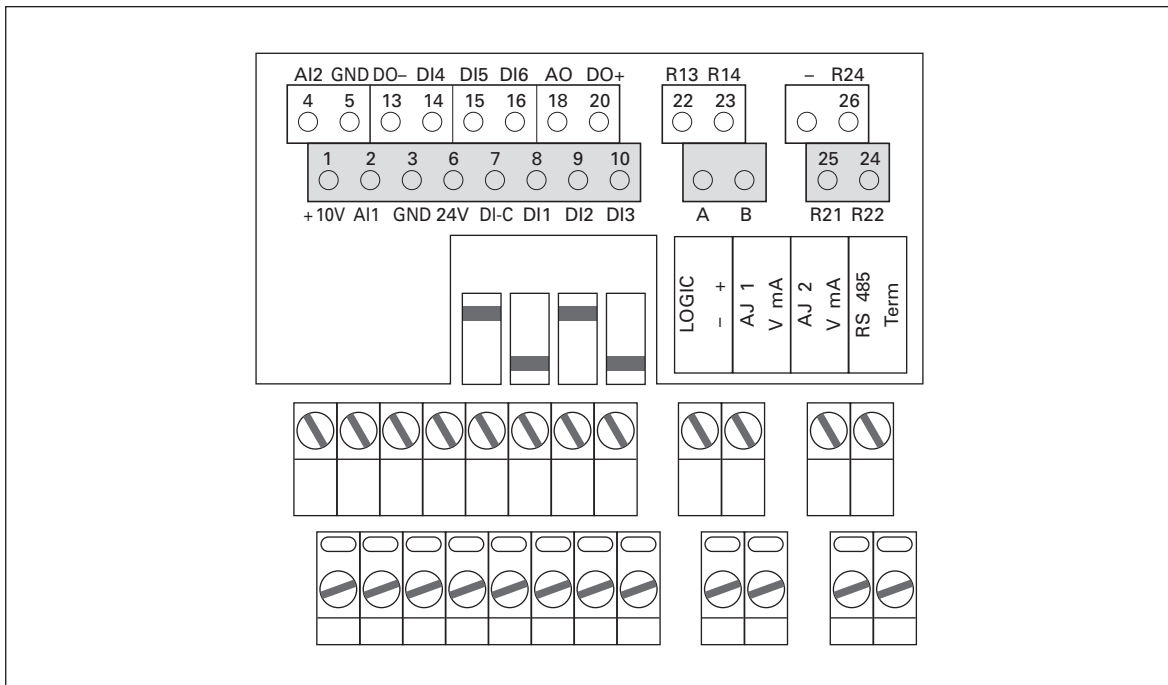 AI2 GND DO– DI4 DI5 DI6 AO DO+ R13 R14 – R24
4 5 13 14 15 16 18 20 22 23 26
1 2 3 6 7 8 9 10 25 24
+10V AI1 GND 24V DI-C DI1 DI2 DI3 A B R21 R22
LOGIC
– +
AJ 1
V mA
AJ 2
V mA
RS 485
Term